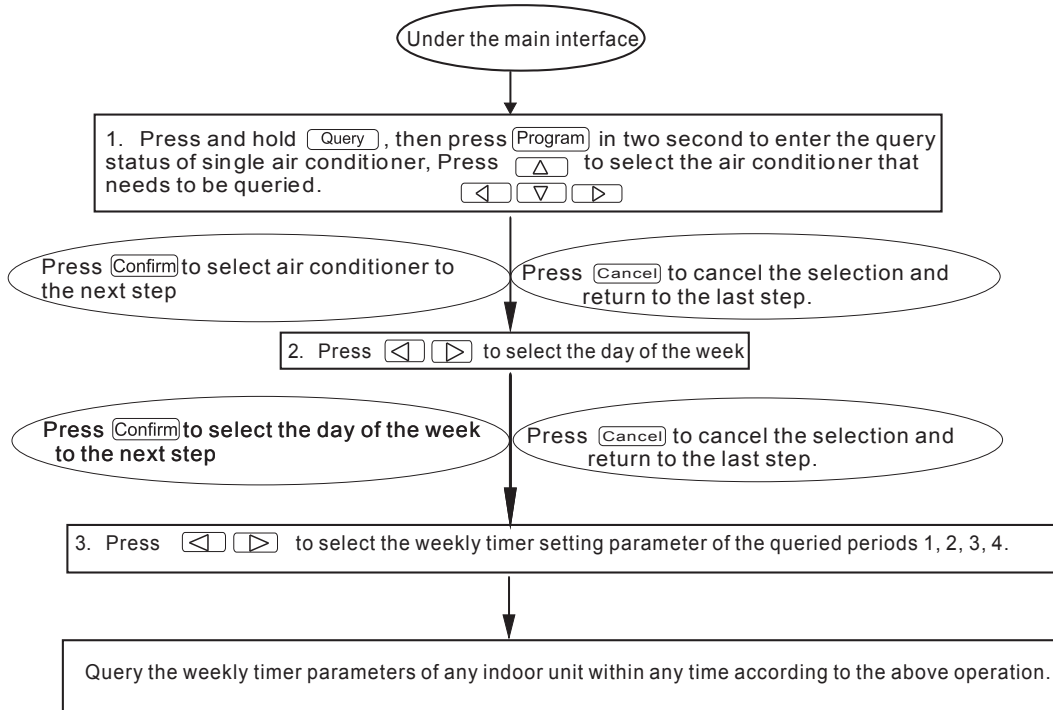 Under the main interface
1. Press and hold Query , then press Program in two second to enter the query
status of single air conditioner, Press △ to select the air conditioner that
needs to be queried. ◁ ▽ ▷
Press Confirm to select air conditioner to
the next step
Press Cancel to cancel the selection and
return to the last step.
2. Press ◁ ▷ to select the day of the week
Press Confirm to select the day of the week
to the next step
Press Cancel to cancel the selection and
return to the last step.
3. Press ◁ ▷ to select the weekly timer setting parameter of the queried periods 1, 2, 3, 4.
Query the weekly timer parameters of any indoor unit within any time according to the above operation.